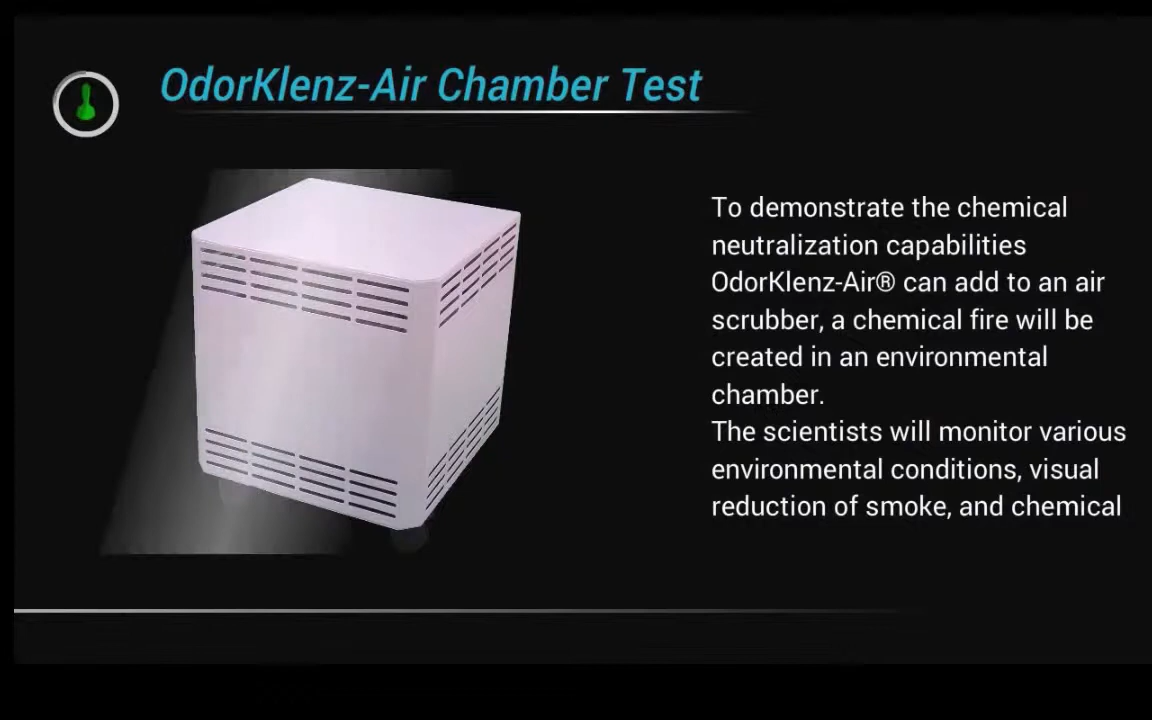 OdorKlenz-Air Chamber Test
To demonstrate the chemical
neutralization capabilities
OdorKlenz-Air® can add to an air
scrubber, a chemical fire will be
created in an environmental
chamber.
The scientists will monitor various
environmental conditions, visual
reduction of smoke, and chemical